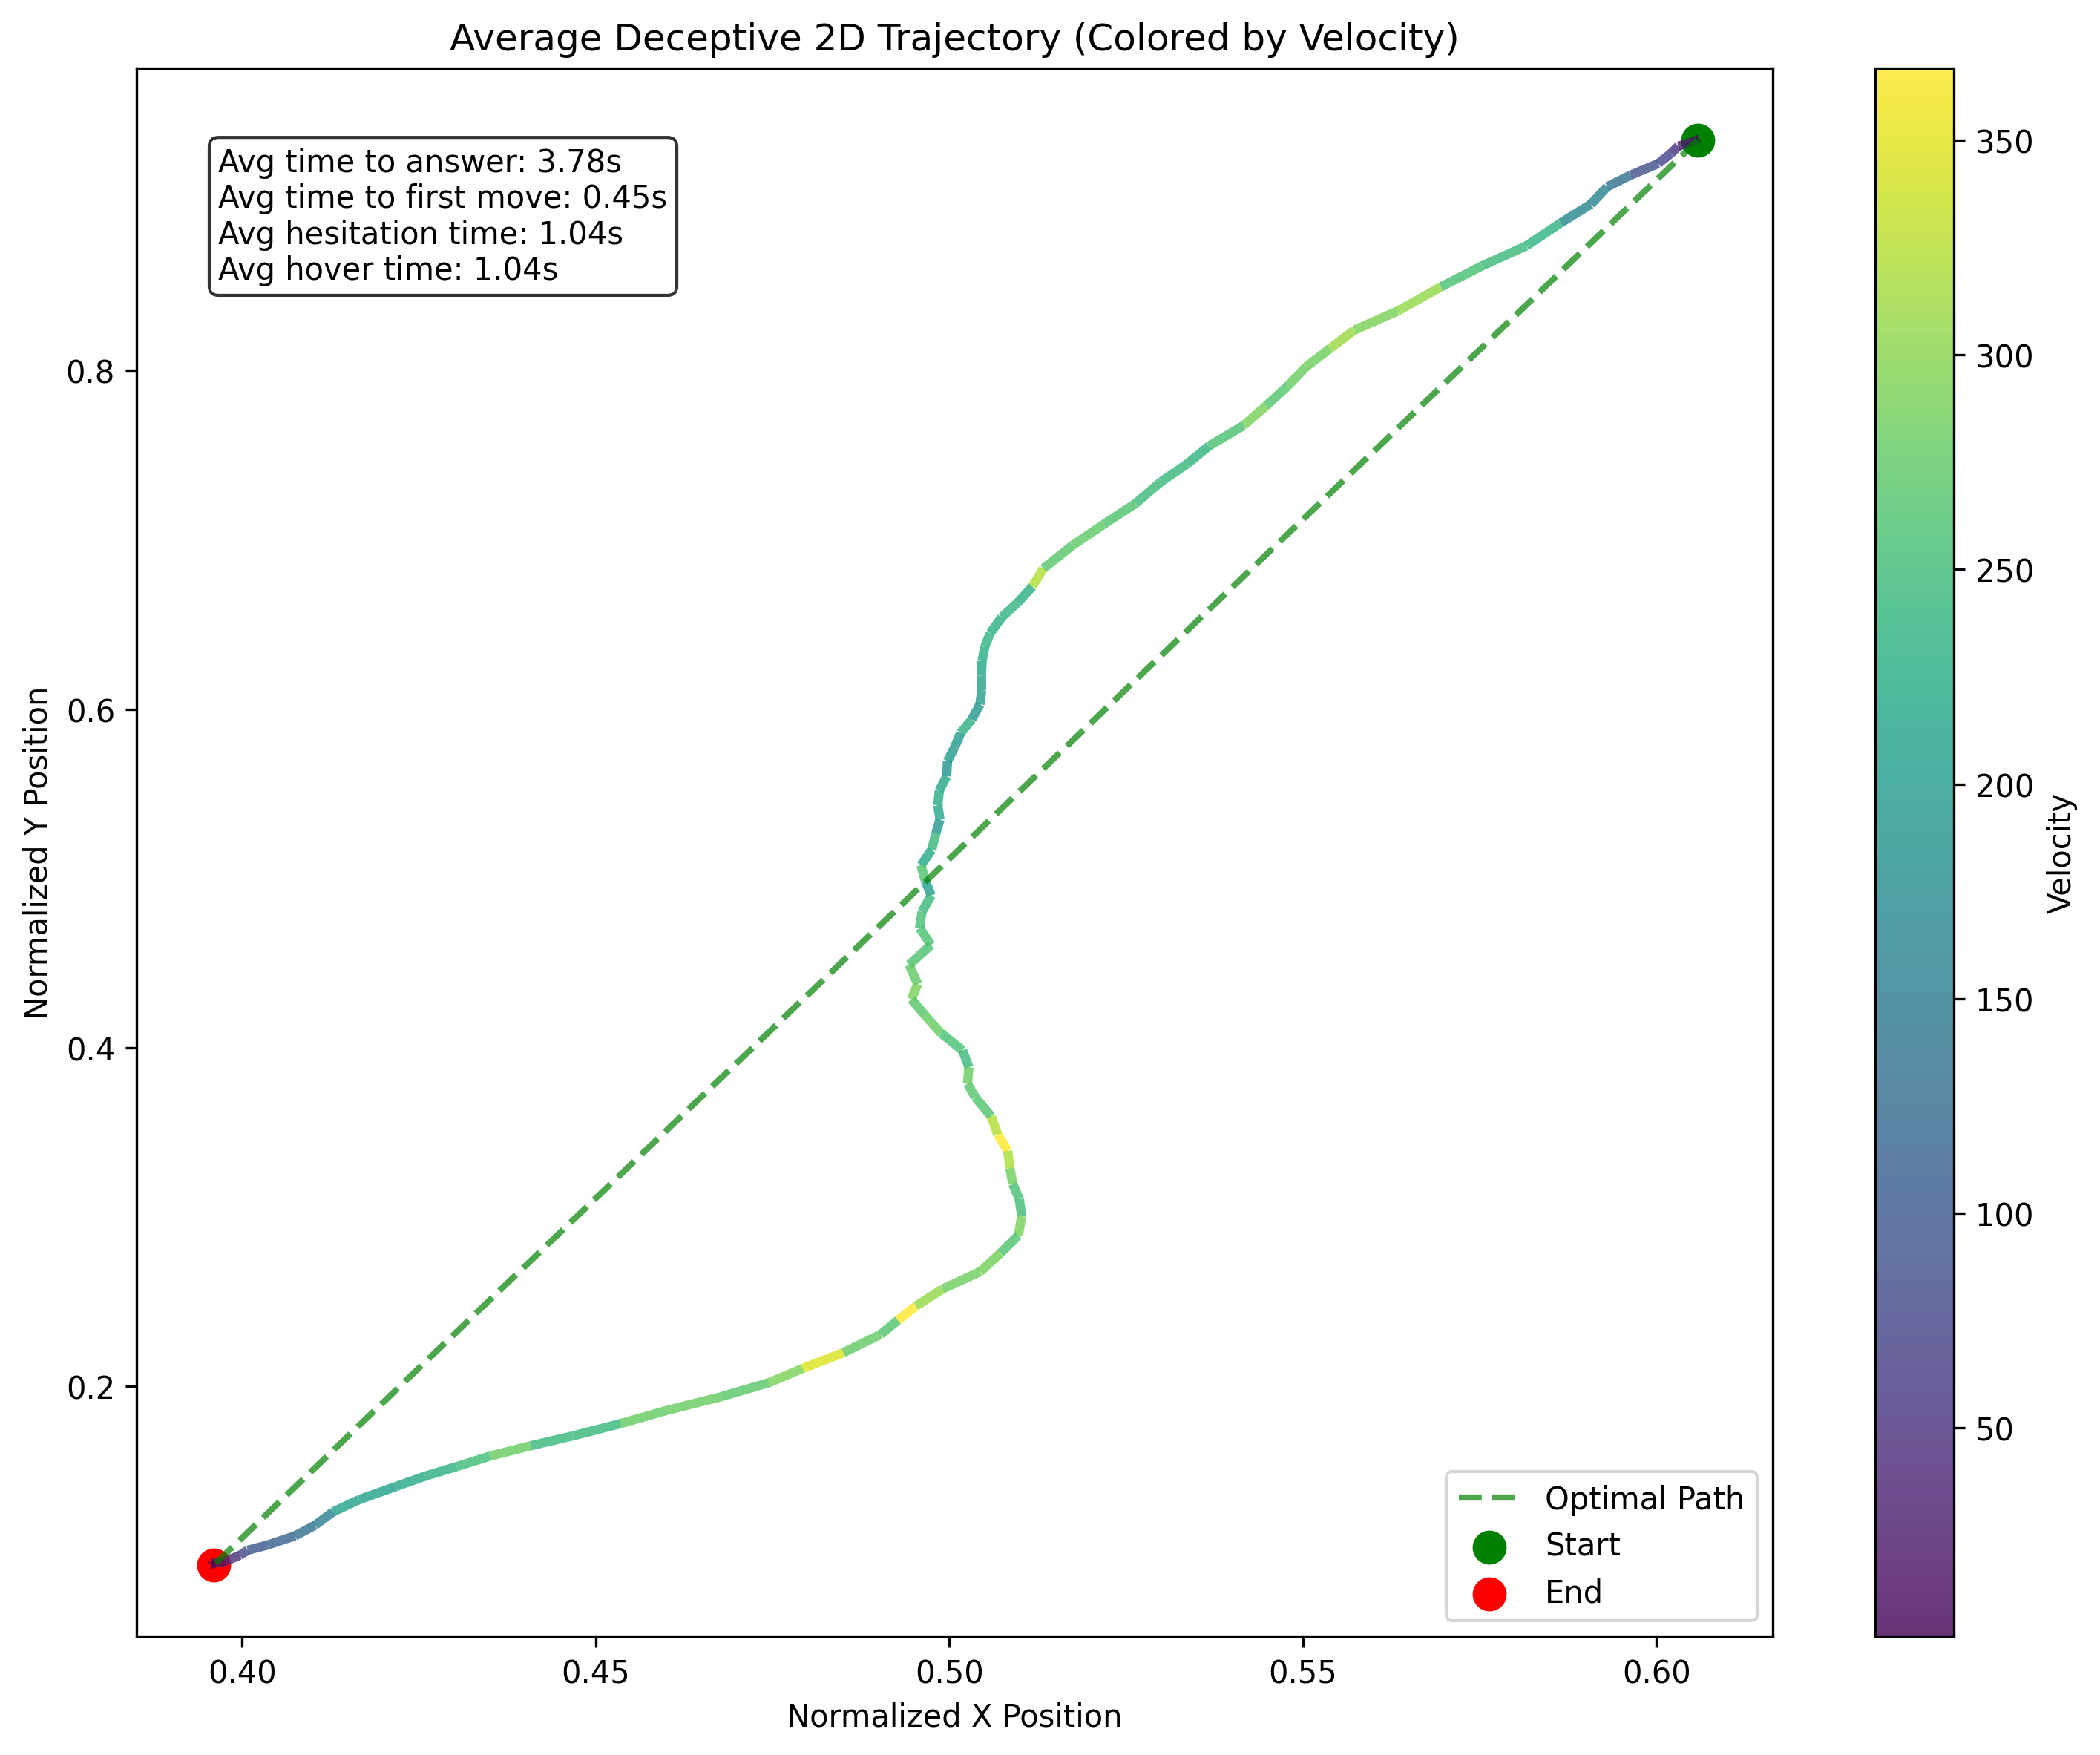 Average Deceptive 2D Trajectory (Colored by Velocity)
Avg time to answer: 3.78s
Avg time to first move: 0.45s
Avg hesitation time: 1.04s
Avg hover time: 1.04s
Normalized Y Position
0.8
0.6
0.4
0.2
0.40
0.45
0.50
0.55
0.60
Normalized X Position
Optimal Path
Start
End
350
300
250
200
150
100
50
Velocity